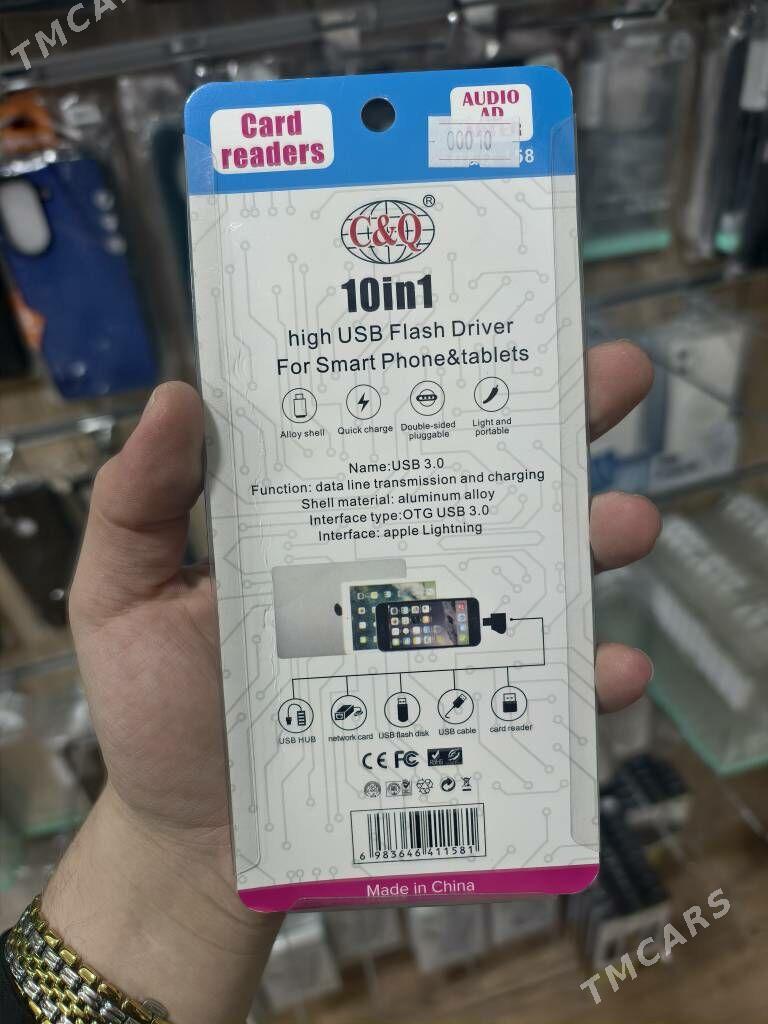 TMCARS
Card
readers
AUDIO
00010
58
C&Q
®
10in1
high USB Flash Driver
For Smart Phone&tablets
Alloy shell
Quick charge
Double-sided
pluggable
Light and
portable
Name:USB 3.0
Function: data line transmission and charging
Shell material: aluminum alloy
Interface type:OTG USB 3.0
Interface: apple Lightning
USB HUB
network card
USB flash disk
USB cable
card reader
CE FC
6 983646 411581
Made in China
TMCARS